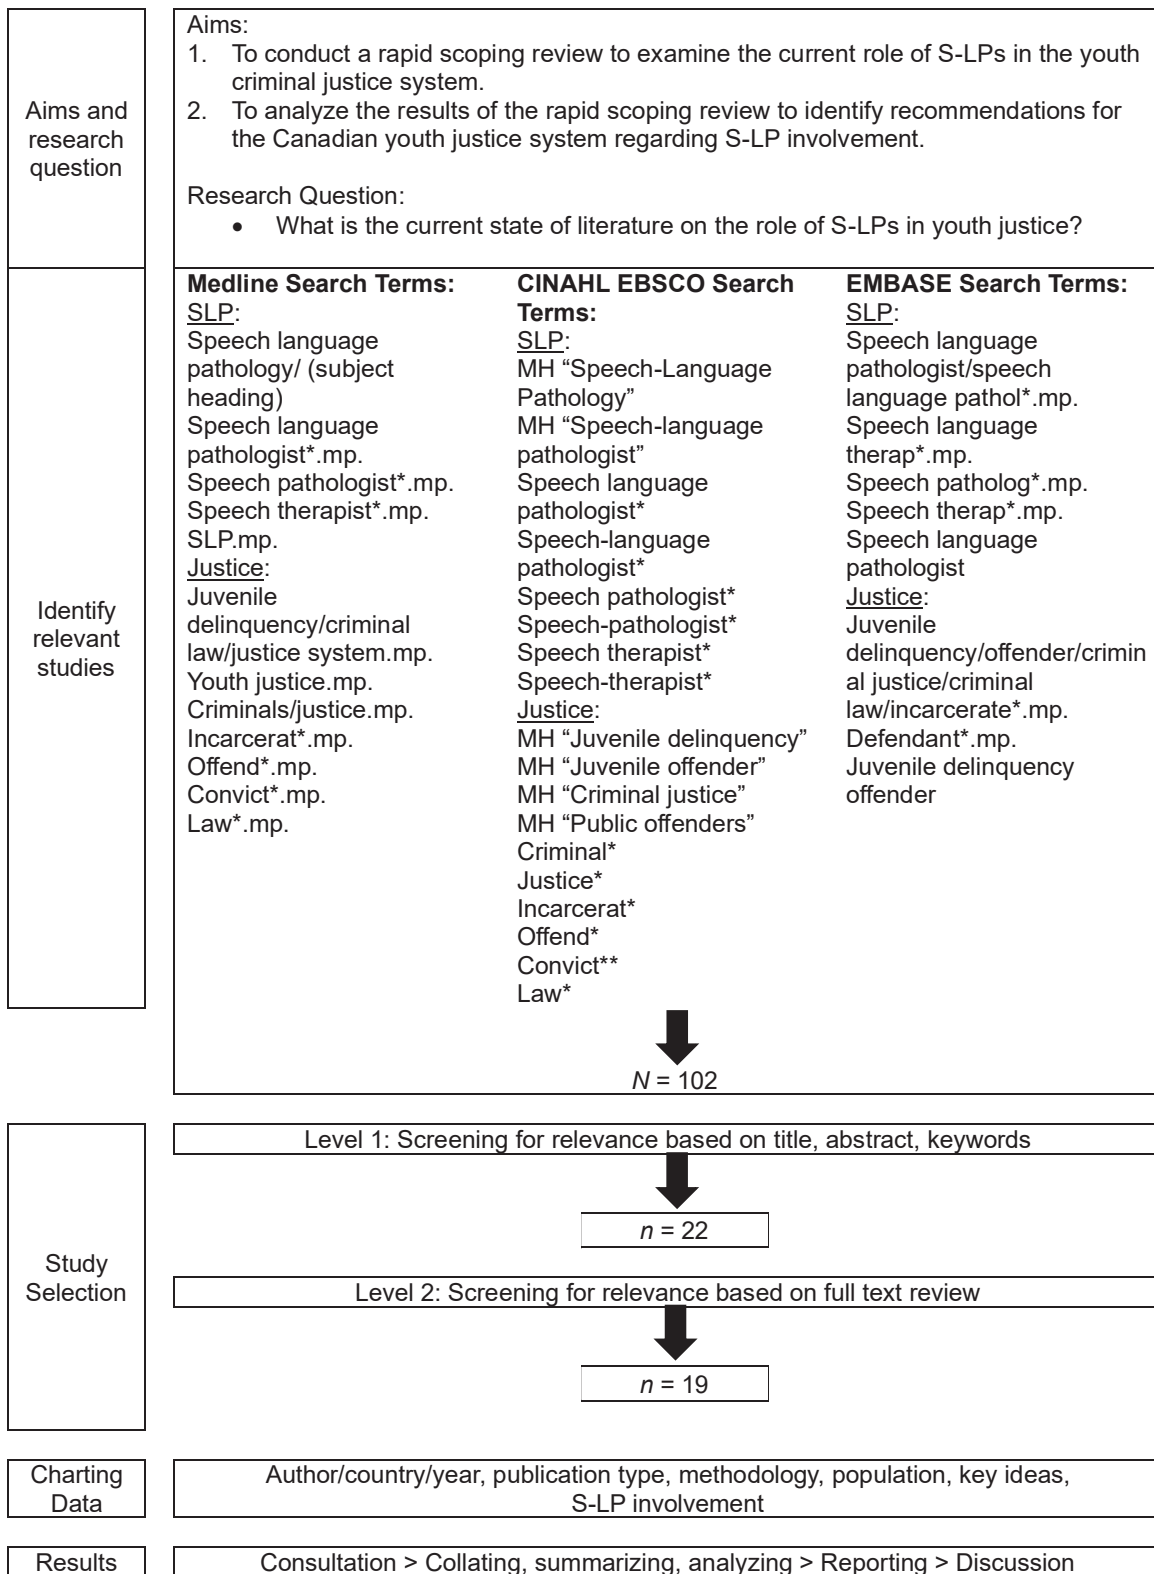 Aims and
research
question
Aims:
1. To conduct a rapid scoping review to examine the current role of S-LPs in the youth
criminal justice system.
2. To analyze the results of the rapid scoping review to identify recommendations for
the Canadian youth justice system regarding S-LP involvement.
Research Question:
• What is the current state of literature on the role of S-LPs in youth justice?
Identify
relevant
studies
Medline Search Terms:
SLP:
Speech language
pathology/ (subject
heading)
Speech language
pathologist*.mp.
Speech pathologist*.mp.
Speech therapist*.mp.
SLP.mp.
Justice:
Juvenile
delinquency/criminal
law/justice system.mp.
Youth justice.mp.
Criminals/justice.mp.
Incarcerat*.mp.
Offend*.mp.
Convict*.mp.
Law*.mp.
CINAHL EBSCO Search
Terms:
SLP:
MH “Speech-Language
Pathology”
MH “Speech-language
pathologist”
Speech language
pathologist*
Speech-language
pathologist*
Speech pathologist*
Speech-pathologist*
Speech therapist*
Speech-therapist*
Justice:
MH “Juvenile delinquency”
MH “Juvenile offender”
MH “Criminal justice”
MH “Public offenders”
Criminal*
Justice*
Incarcerat*
Offend*
Convict**
Law*
EMBASE Search Terms:
SLP:
Speech language
pathologist/speech
language pathol*.mp.
Speech language
therap*.mp.
Speech patholog*.mp.
Speech therap*.mp.
Speech language
pathologist
Justice:
Juvenile
delinquency/offender/crimin
al justice/criminal
law/incarcerate*.mp.
Defendant*.mp.
Juvenile delinquency
offender
N = 102
Study
Selection
Level 1: Screening for relevance based on title, abstract, keywords
n = 22
Level 2: Screening for relevance based on full text review
n = 19
Charting
Data
Author/country/year, publication type, methodology, population, key ideas,
S-LP involvement
Results
Consultation > Collating, summarizing, analyzing > Reporting > Discussion